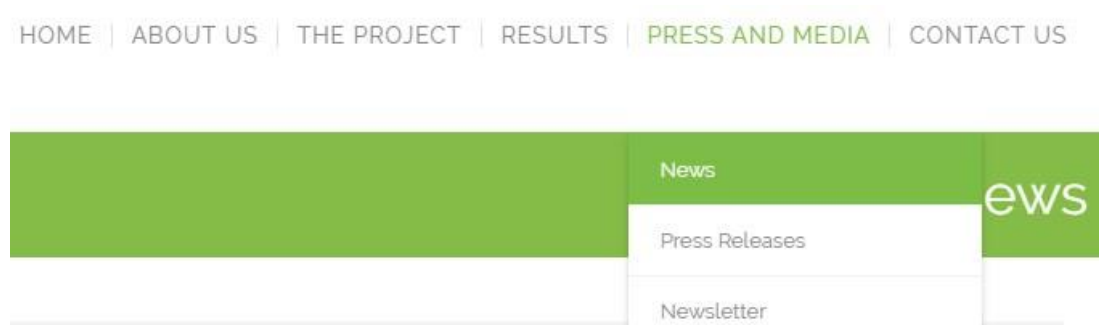 HOME | ABOUT US | THE PROJECT | RESULTS | PRESS AND MEDIA | CONTACT US
News
ews
Press Releases
Newsletter